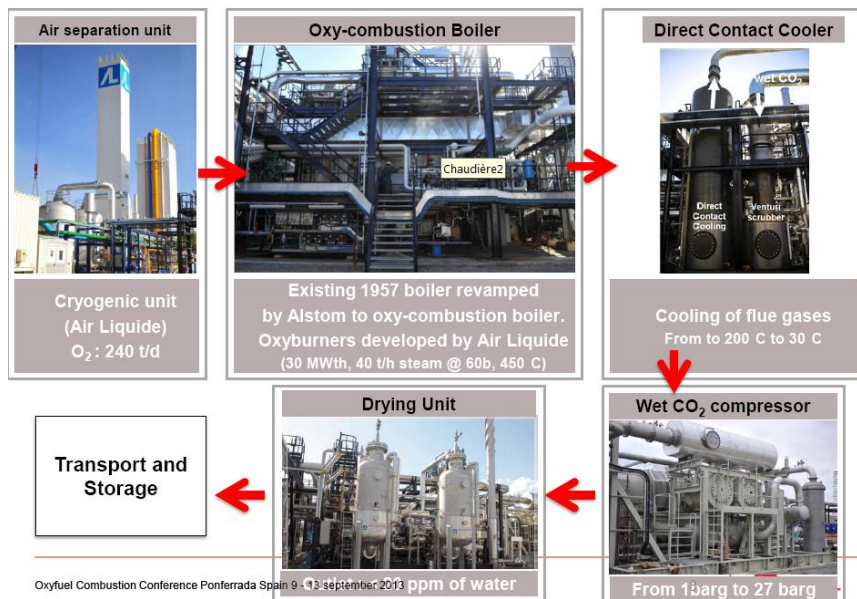 Air separation unit
Cryogenic unit
(Air Liquide)
O₂ : 240 t/d
Oxy-combustion Boiler
Chaudière2
Existing 1957 boiler revamped
by Alstom to oxy-combustion boiler.
Oxyburners developed by Air Liquide
(30 MWth, 40 t/h steam @ 60b, 450 C)
Direct Contact Cooler
wet CO₂
Direct
Contact
Cooling
Venturi
scrubber
Cooling of flue gases
From to 200 C to 30 C
Wet CO₂ compressor
From 1barg to 27 barg
Drying Unit
ppm of water
Transport and
Storage
Oxyfuel Combustion Conference Ponferrada Spain 9 - 13 september 2013